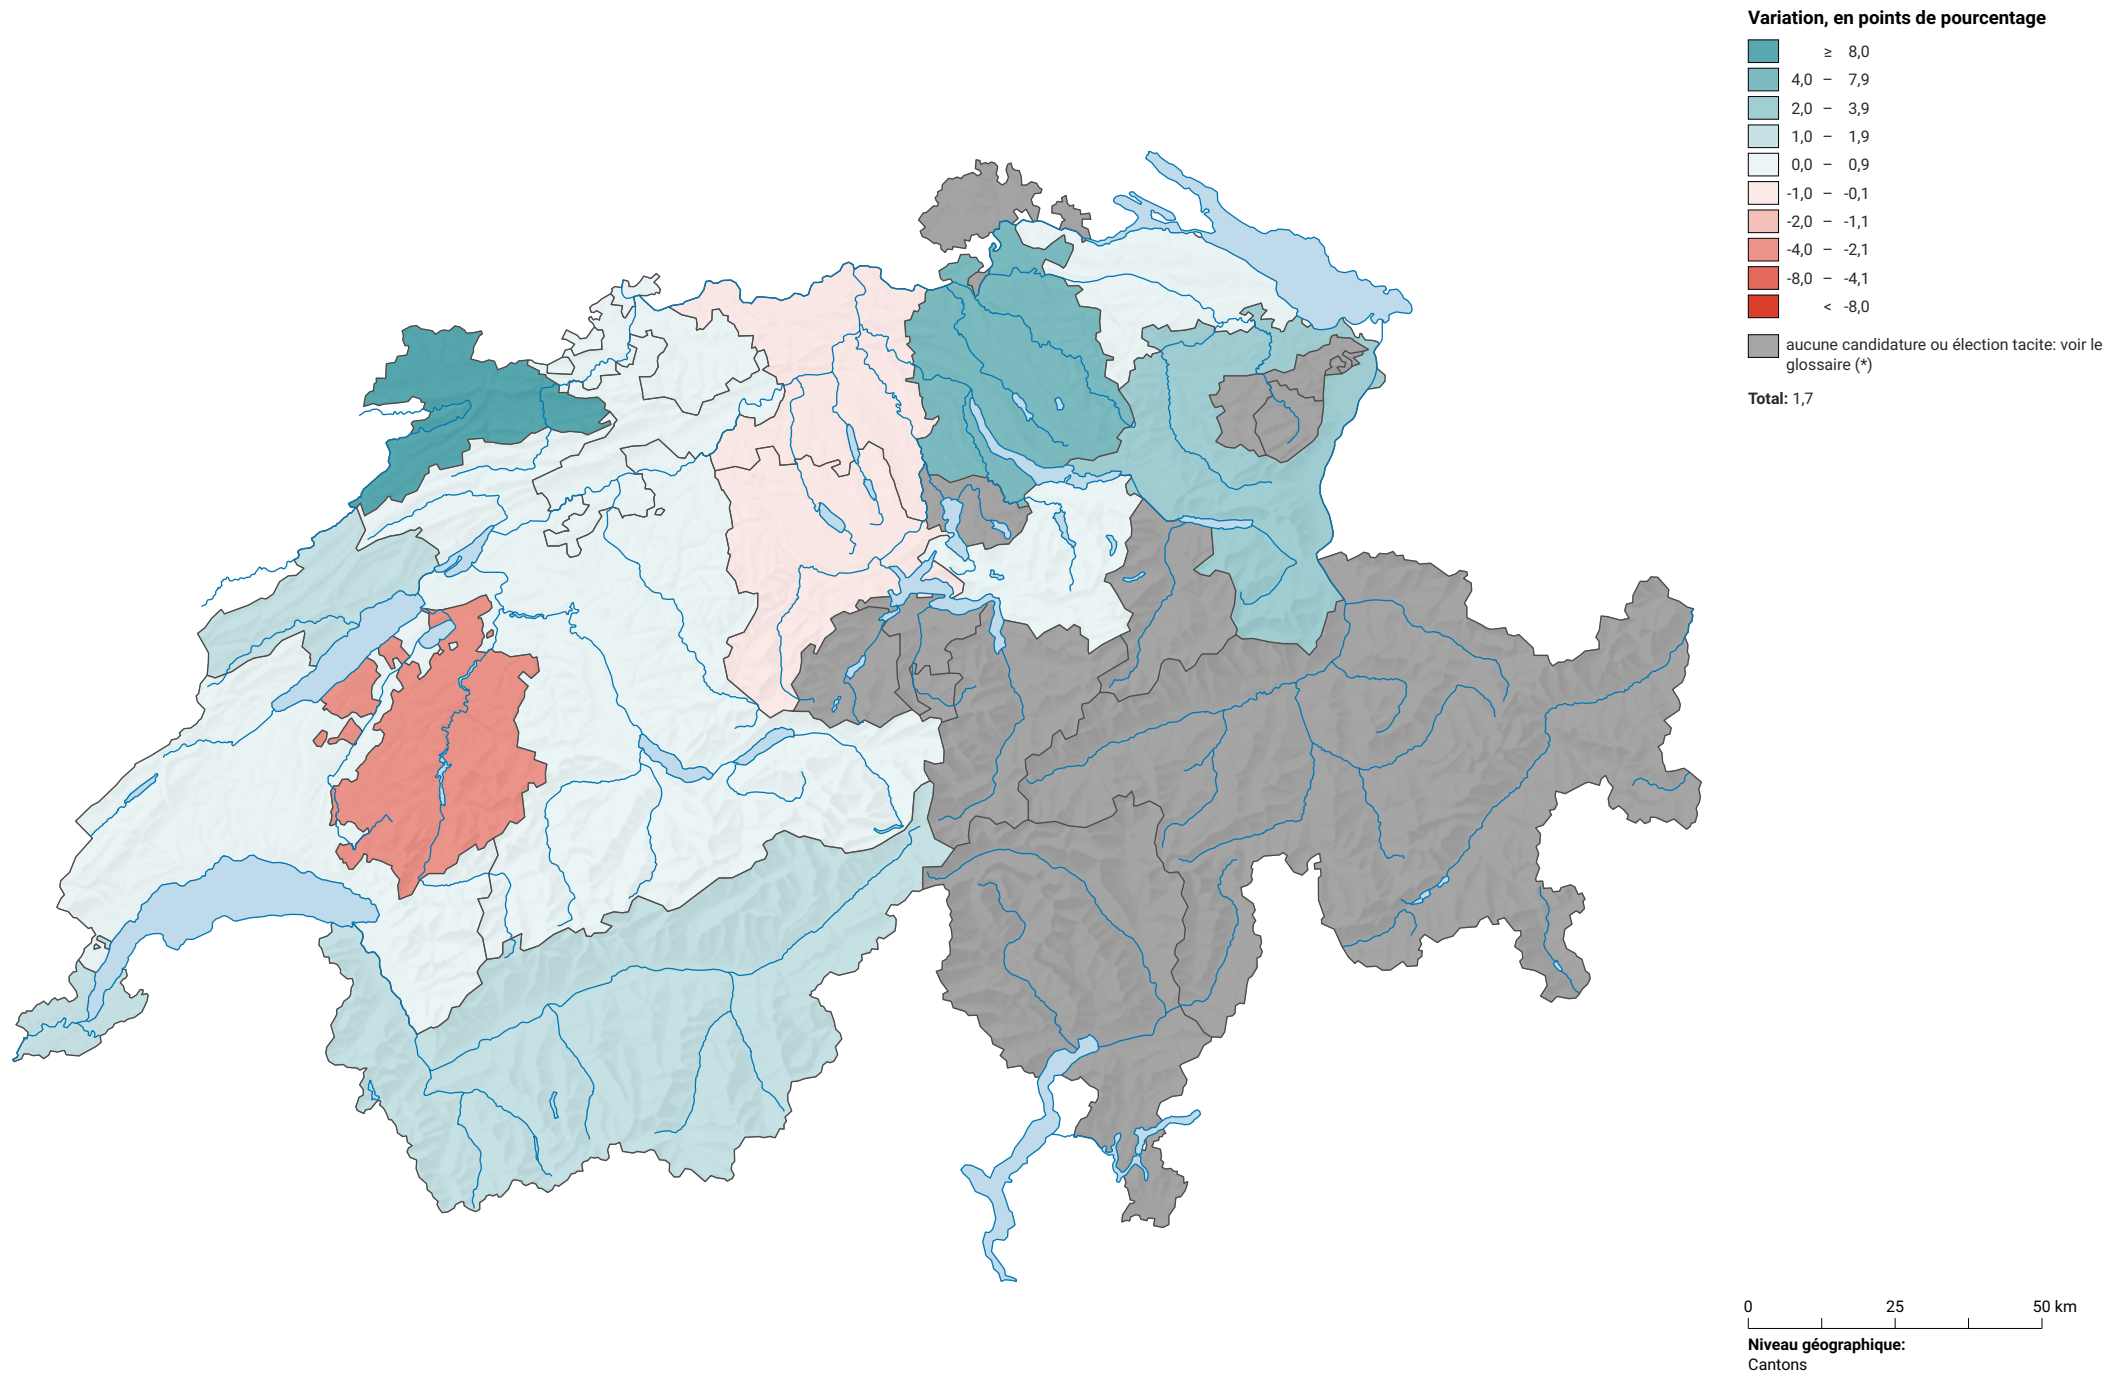 Variation, en points de pourcentage
≥ 8,0
4,0 – 7,9
2,0 – 3,9
1,0 – 1,9
0,0 – 0,9
-1,0 – -0,1
-2,0 – -1,1
-4,0 – -2,1
-8,0 – -4,1
< -8,0
aucune candidature ou élection tacite: voir le
glossaire (*)
Total: 1,7
0 25 50 km
Niveau géographique:
Cantons